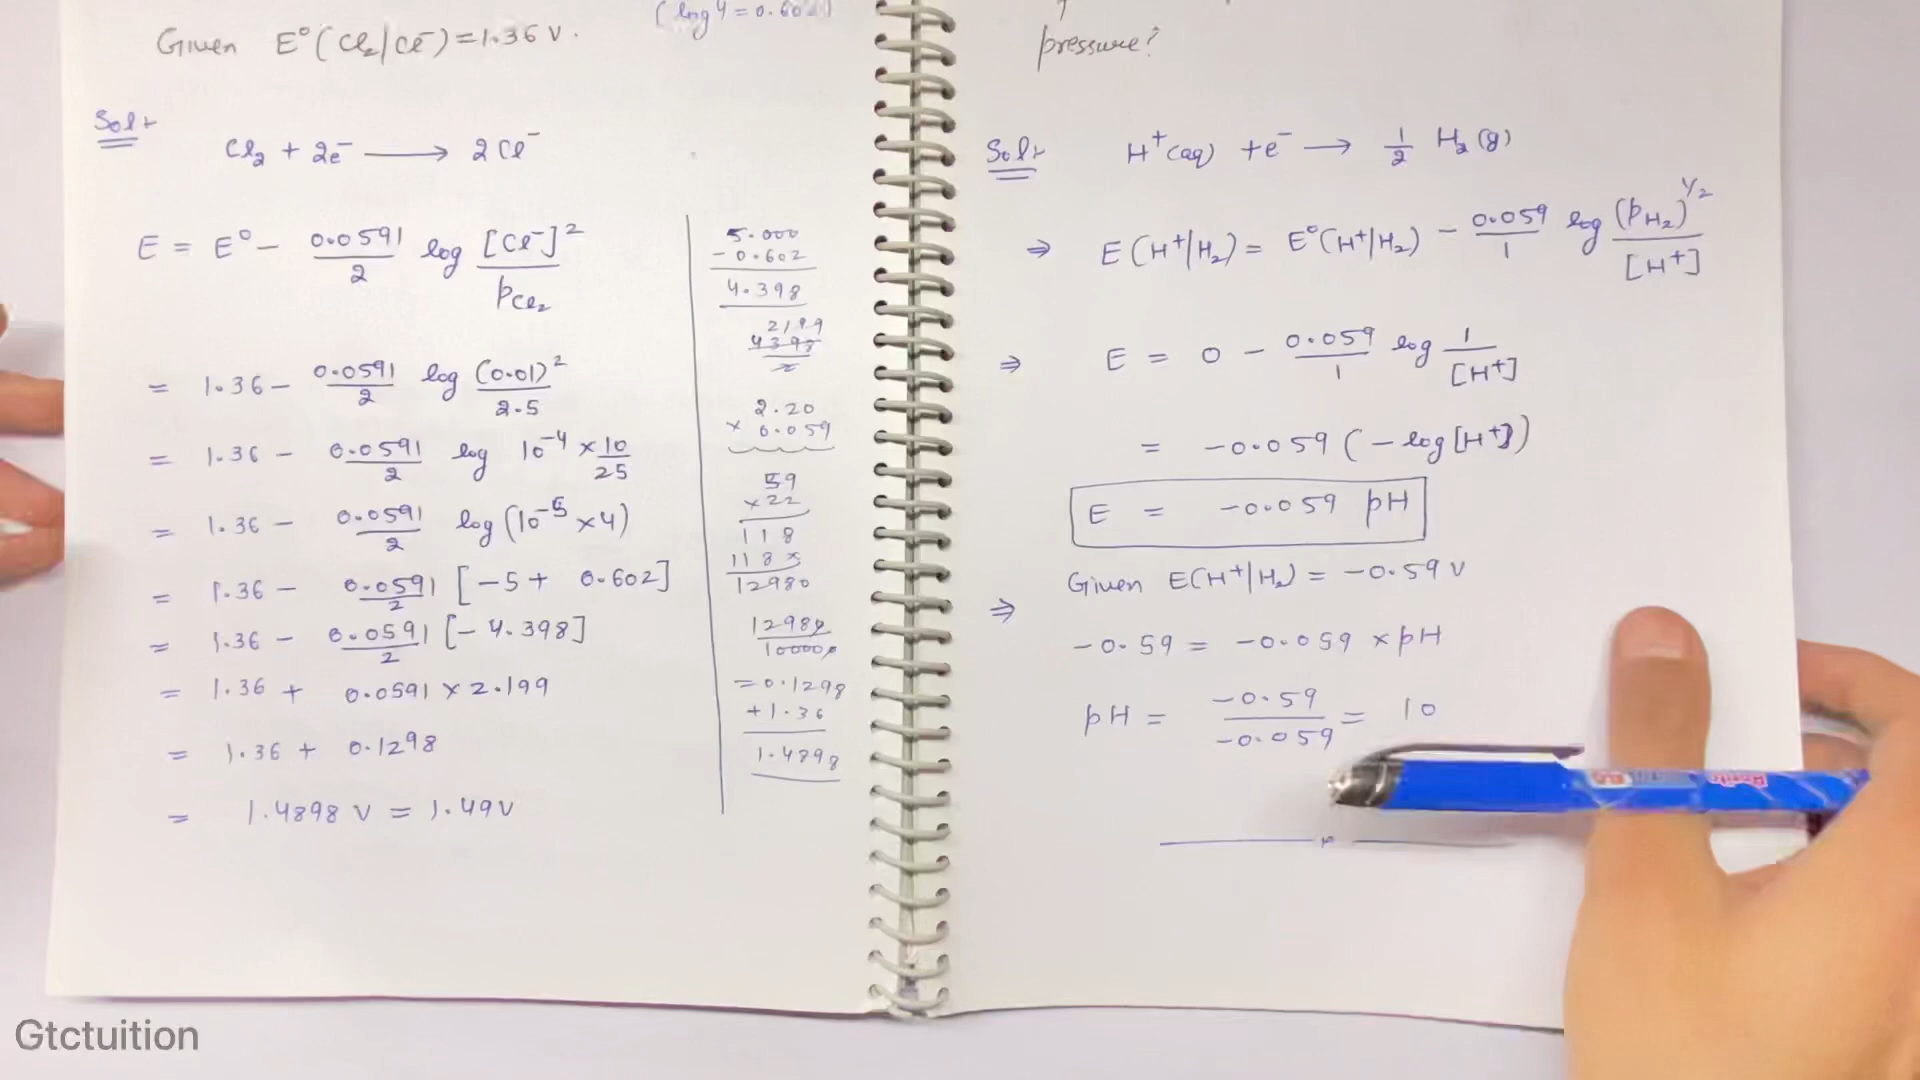 (log 4 = 0.602)
Given E°(Cl₂/Cl⁻) = 1.36 V.
Sol:
Cl₂ + 2e⁻ ⟶ 2Cl⁻
E = E° − 0.0591/2 log [Cl⁻]²/pCl₂
= 1.36 − 0.0591/2 log (0.01)²/2.5
= 1.36 − 0.0591/2 log 10⁻⁴ × 10/25
= 1.36 − 0.0591/2 log (10⁻⁵ × 4)
= 1.36 − 0.0591/2 [−5 + 0.602]
= 1.36 − 0.0591/2 [−4.398]
= 1.36 + 0.0591 × 2.199
= 1.36 + 0.1298
= 1.4898 V = 1.49 V
5.000
− 0.602
4.398
2199
4398
2
2.20
× 0.059
59
× 22
118
118×
12980
12980
100000
= 0.1298
+ 1.36
1.4898
pressure?
Sol:
H⁺(aq) + e⁻ ⟶ 1/2 H₂(g)
⇒ E(H⁺/H₂) = E°(H⁺/H₂) − 0.059/1 log (pH₂)^1/2/[H⁺]
⇒ E = 0 − 0.059/1 log 1/[H⁺]
= −0.059 (−log [H⁺])
E = −0.059 pH
Given E(H⁺/H₂) = −0.59 V
⇒
−0.59 = −0.059 × pH
pH = −0.59/−0.059 = 10
Gtctuition